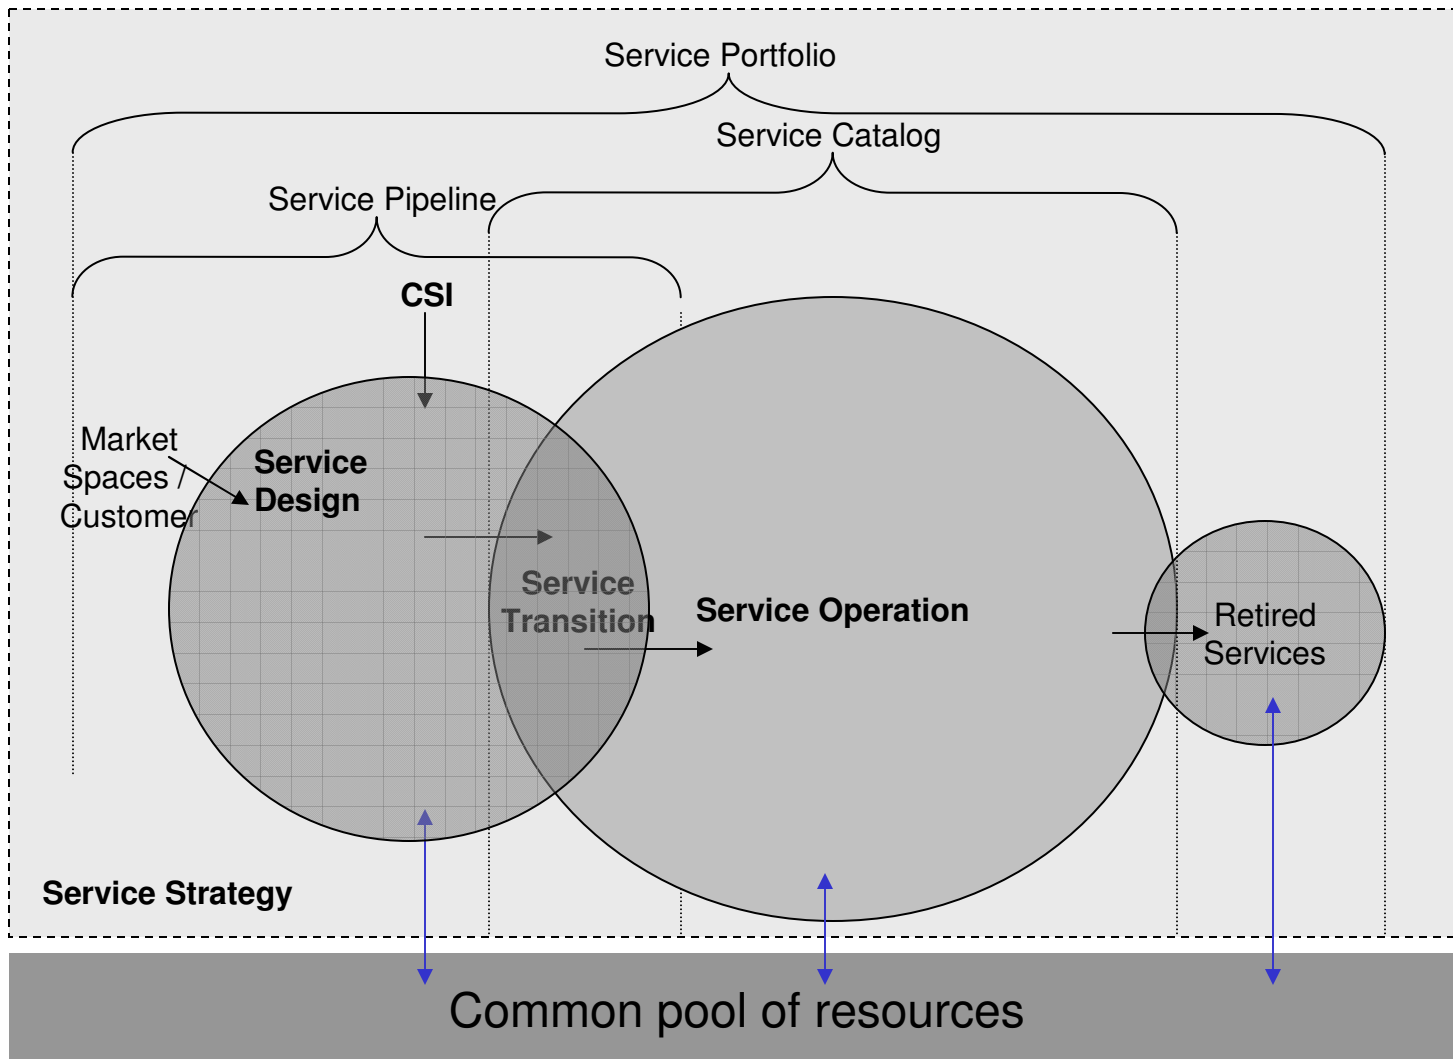 Service Portfolio
Service Catalog
Service Pipeline
CSI
Market
Spaces /
Customer
Service
Design
Service
Transition
Service Operation
Retired
Services
Service Strategy
Common pool of resources